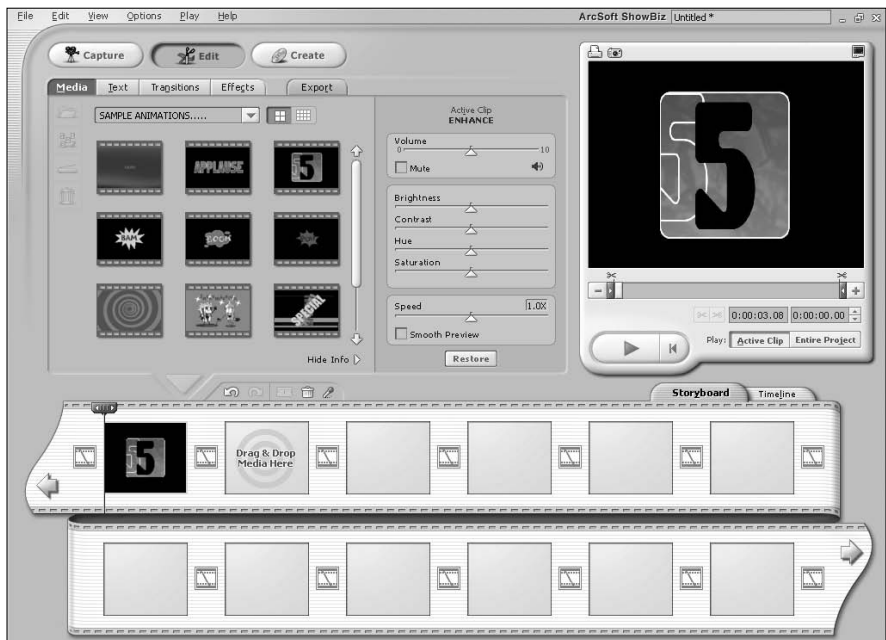 File Edit View Options Play Help
ArcSoft ShowBiz Untitled *
Capture Edit Create
Media Text Transitions Effects Export
SAMPLE ANIMATIONS.....
APPLAUSE
5
BAM
BOOM
SPECIAL
Hide Info
Active Clip
ENHANCE
Volume
0 10
Mute
Brightness
Contrast
Hue
Saturation
Speed 1.0X
Smooth Preview
Restore
5
0:00:03.08 0:00:00.00
Play: Active Clip Entire Project
Storyboard Timeline
5
Drag & Drop
Media Here